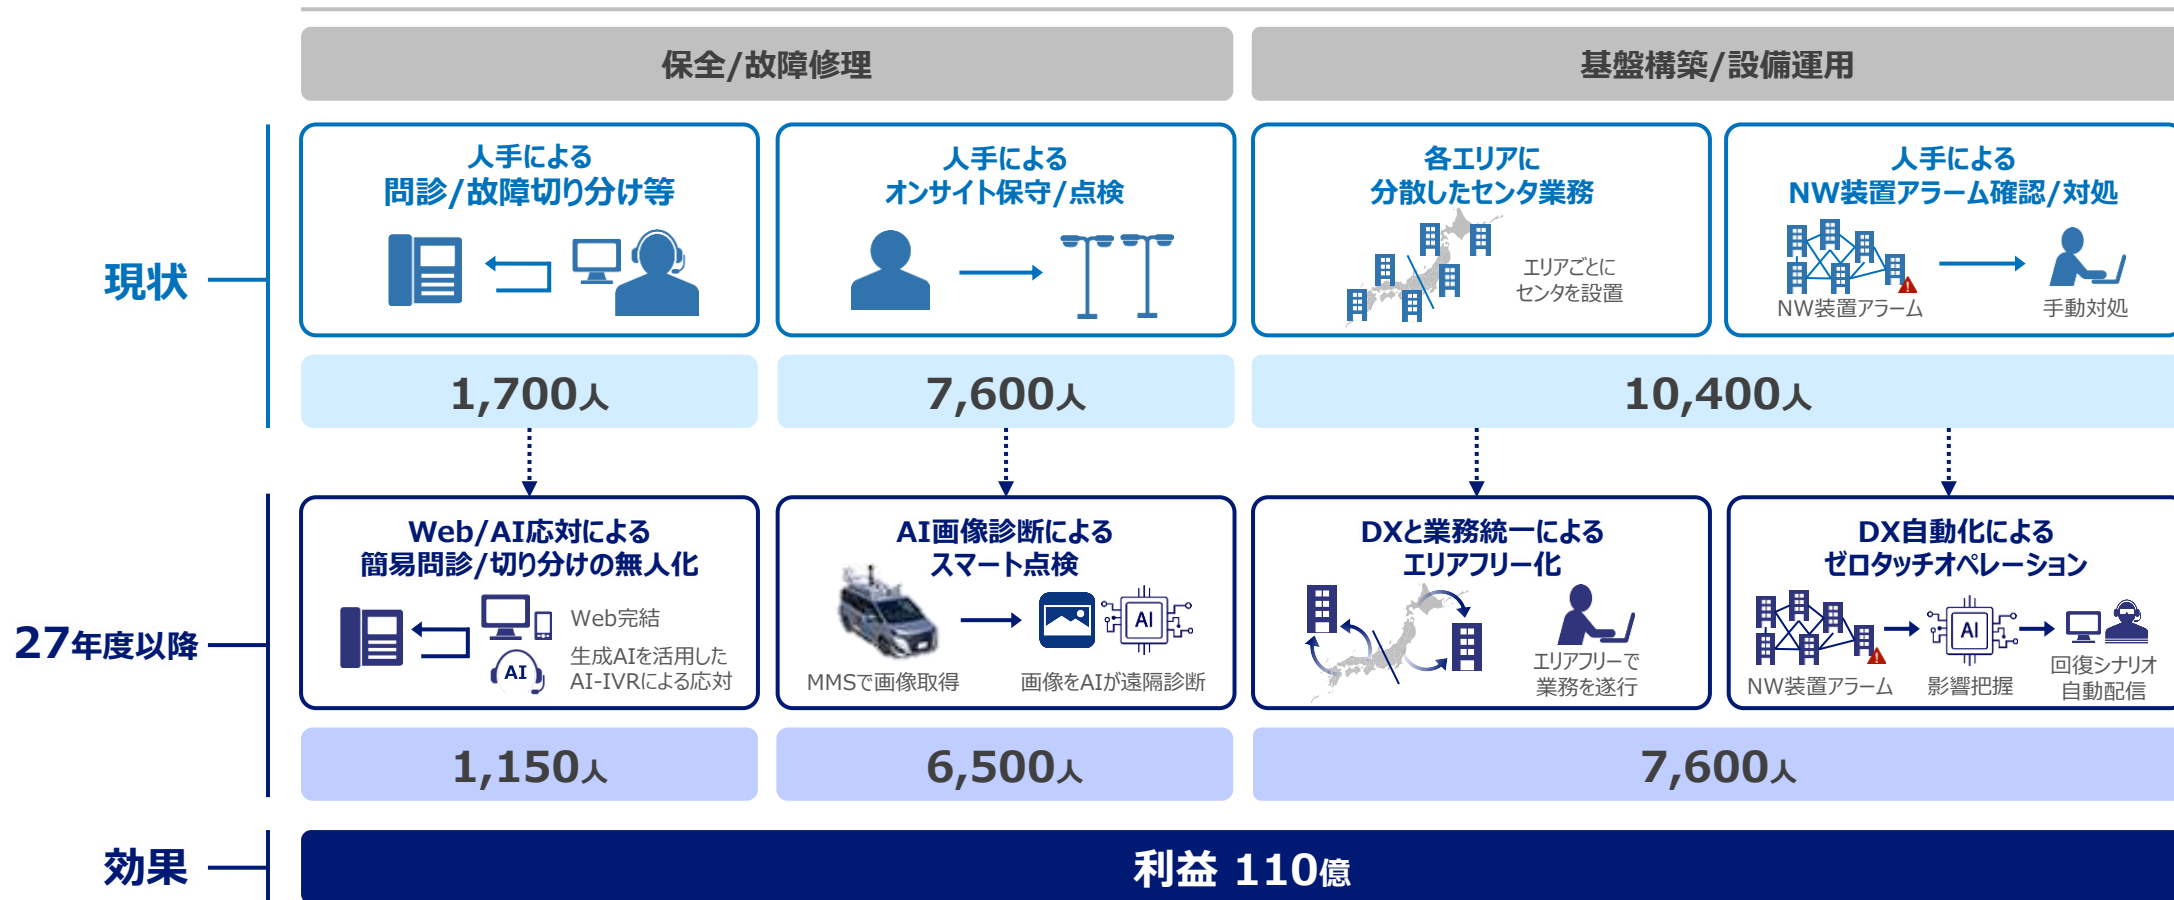 保全/故障修理
基盤構築/設備運用
現状
人手による
問診/故障切り分け等
人手による
オンサイト保守/点検
各エリアに
分散したセンタ業務
エリアごとに
センタを設置
人手による
NW装置アラーム確認/対処
NW装置アラーム
手動対処
1,700人
7,600人
10,400人
27年度以降
Web/AI応対による
簡易問診/切り分けの無人化
Web完結
AI
生成AIを活用した
AI-IVRによる応対
AI画像診断による
スマート点検
AI
MMSで画像取得
画像をAIが遠隔診断
DXと業務統一による
エリアフリー化
エリアフリーで
業務を遂行
DX自動化による
ゼロタッチオペレーション
AI
NW装置アラーム
影響把握
回復シナリオ
自動配信
1,150人
6,500人
7,600人
効果
利益 110億